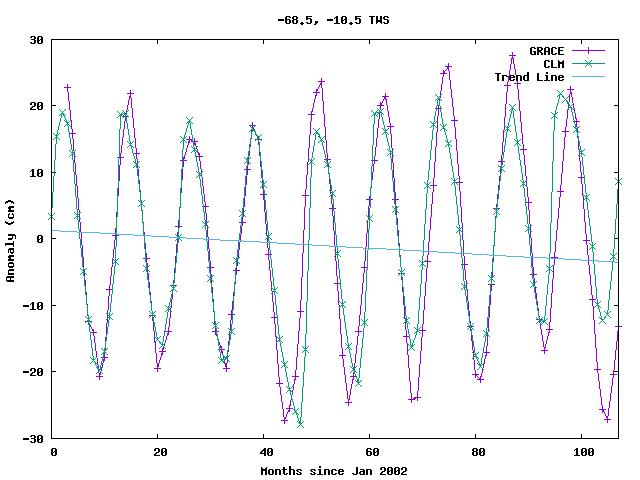 -68.5, -10.5 TWS
30
20
10
0
-10
-20
-30
Anomaly (cm)
GRACE
CLM
Trend Line
0 20 40 60 80 100
Months since Jan 2002